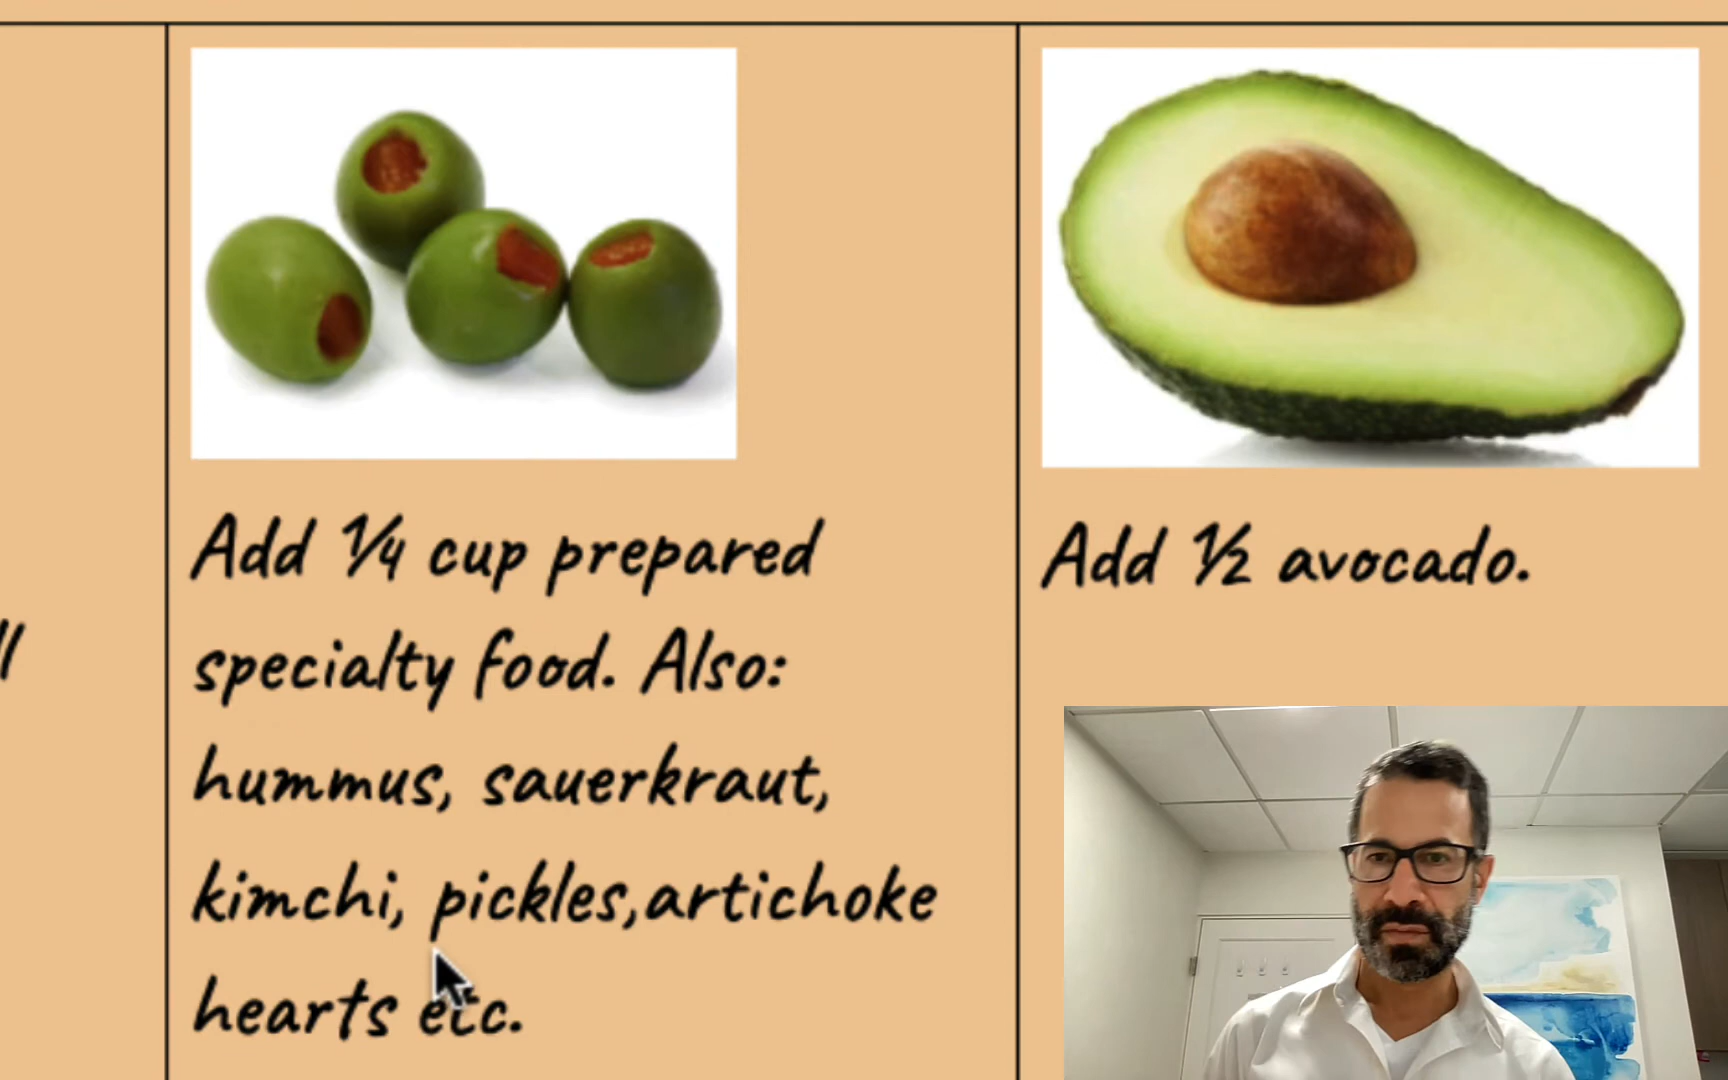 ll
Add ¼ cup prepared
specialty food. Also:
hummus, sauerkraut,
kimchi, pickles,artichoke
hearts etc.
Add ½ avocado.